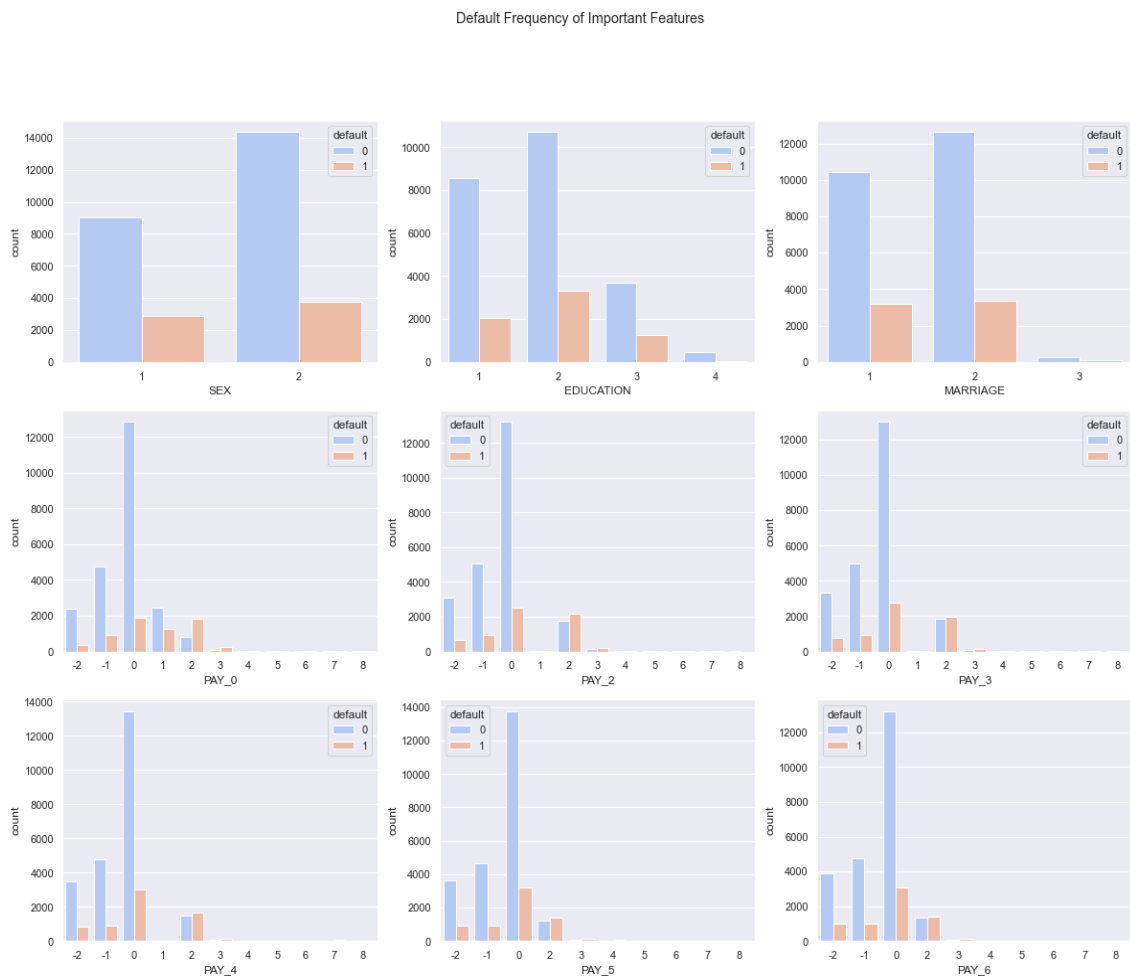 Default Frequency of Important Features
14000
12000
10000
8000
6000
4000
2000
0
count
default
0
1
1 2
SEX
10000
8000
6000
4000
2000
0
count
default
0
1
1 2 3 4
EDUCATION
12000
10000
8000
6000
4000
2000
0
count
default
0
1
1 2 3
MARRIAGE
12000
10000
8000
6000
4000
2000
0
count
default
0
1
-2 -1 0 1 2 3 4 5 6 7 8
PAY_0
12000
10000
8000
6000
4000
2000
0
count
default
0
1
-2 -1 0 1 2 3 4 5 6 7 8
PAY_2
12000
10000
8000
6000
4000
2000
0
count
default
0
1
-2 -1 0 1 2 3 4 5 6 7 8
PAY_3
14000
12000
10000
8000
6000
4000
2000
0
count
default
0
1
-2 -1 0 1 2 3 4 5 6 7 8
PAY_4
14000
12000
10000
8000
6000
4000
2000
0
count
default
0
1
-2 -1 0 1 2 3 4 5 6 7 8
PAY_5
12000
10000
8000
6000
4000
2000
0
count
default
0
1
-2 -1 0 1 2 3 4 5 6 7 8
PAY_6